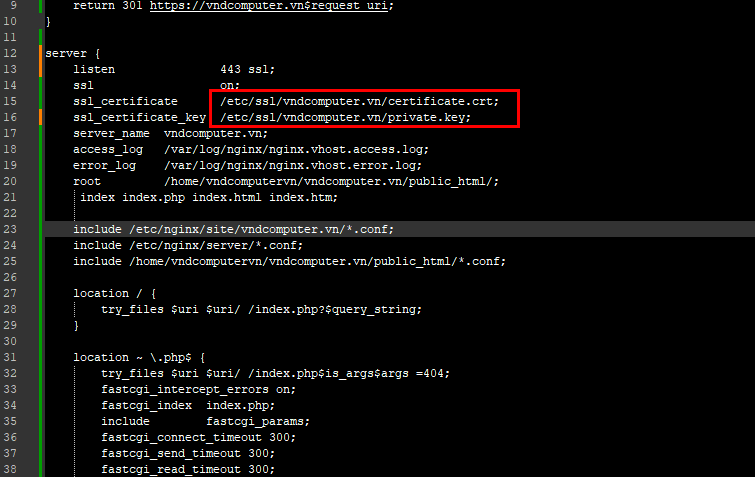 9 return 301 https://vndcomputer.vn$request_uri;
10 }
11
12 server {
13 listen 443 ssl;
14 ssl on;
15 ssl_certificate /etc/ssl/vndcomputer.vn/certificate.crt;
16 ssl_certificate_key /etc/ssl/vndcomputer.vn/private.key;
17 server_name vndcomputer.vn;
18 access_log /var/log/nginx/nginx.vhost.access.log;
19 error_log /var/log/nginx/nginx.vhost.error.log;
20 root /home/vndcomputervn/vndcomputer.vn/public_html/;
21 index index.php index.html index.htm;
22
23 include /etc/nginx/site/vndcomputer.vn/*.conf;
24 include /etc/nginx/server/*.conf;
25 include /home/vndcomputervn/vndcomputer.vn/public_html/*.conf;
26
27 location / {
28 try_files $uri $uri/ /index.php?$query_string;
29 }
30
31 location ~ \.php$ {
32 try_files $uri $uri/ /index.php$is_args$args =404;
33 fastcgi_intercept_errors on;
34 fastcgi_index index.php;
35 include fastcgi_params;
36 fastcgi_connect_timeout 300;
37 fastcgi_send_timeout 300;
38 fastcgi_read_timeout 300;